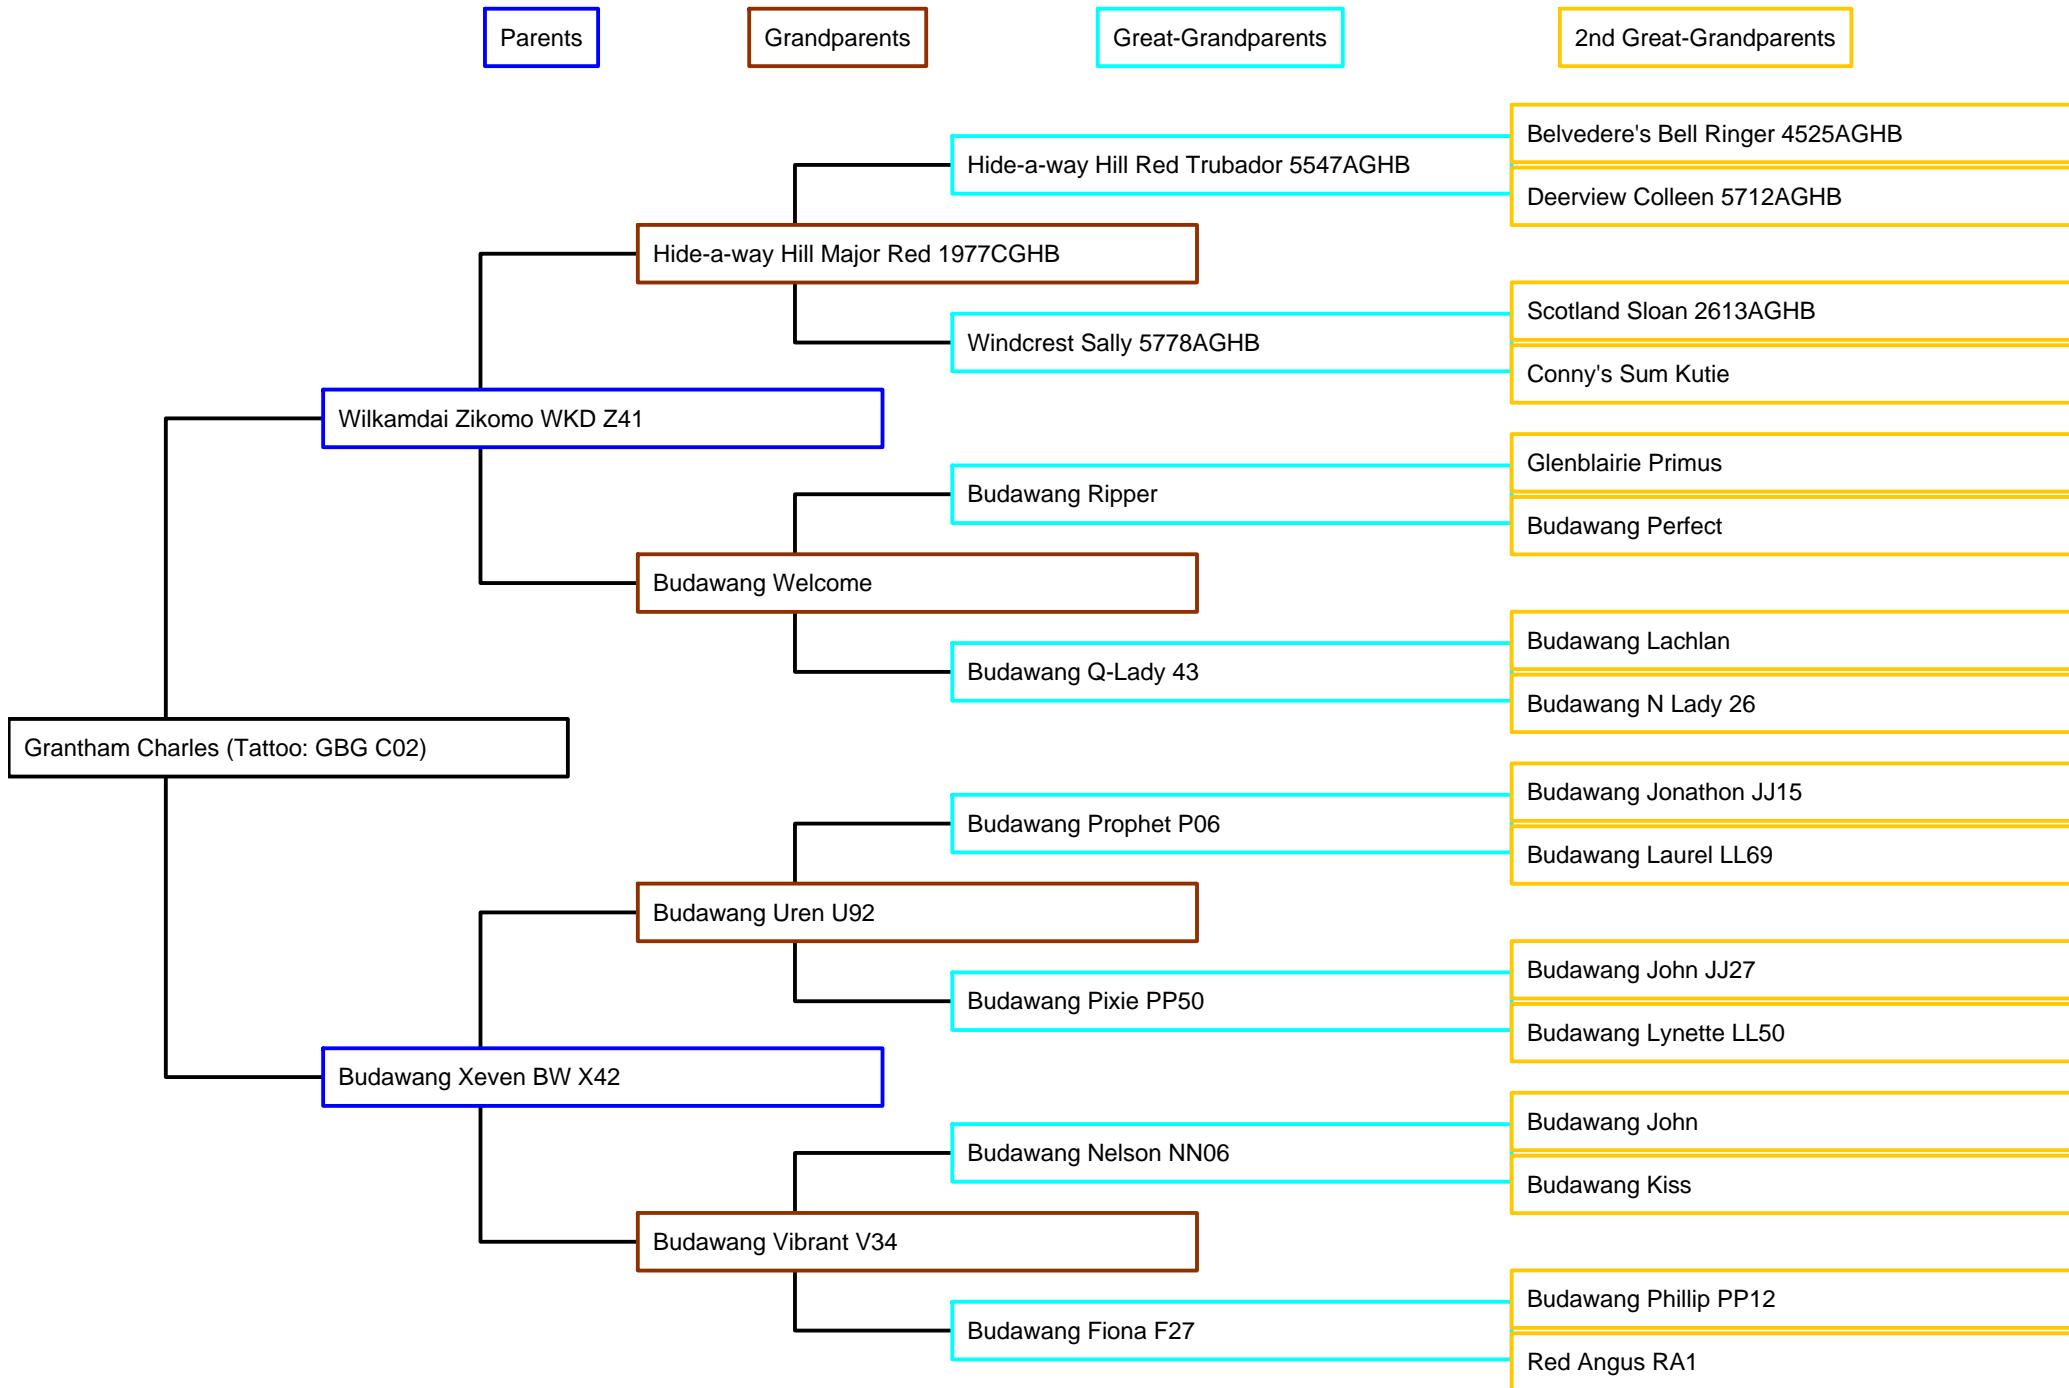 Parents
Grandparents
Great-Grandparents
2nd Great-Grandparents
Belvedere's Bell Ringer 4525AGHB
Hide-a-way Hill Red Trubador 5547AGHB
Deerview Colleen 5712AGHB
Hide-a-way Hill Major Red 1977CGHB
Scotland Sloan 2613AGHB
Windcrest Sally 5778AGHB
Conny's Sum Kutie
Wilkamdai Zikomo WKD Z41
Glenblairie Primus
Budawang Ripper
Budawang Perfect
Budawang Welcome
Budawang Lachlan
Budawang Q-Lady 43
Budawang N Lady 26
Grantham Charles (Tattoo: GBG C02)
Budawang Jonathon JJ15
Budawang Prophet P06
Budawang Laurel LL69
Budawang Uren U92
Budawang John JJ27
Budawang Pixie PP50
Budawang Lynette LL50
Budawang Xeven BW X42
Budawang John
Budawang Nelson NN06
Budawang Kiss
Budawang Vibrant V34
Budawang Phillip PP12
Budawang Fiona F27
Red Angus RA1